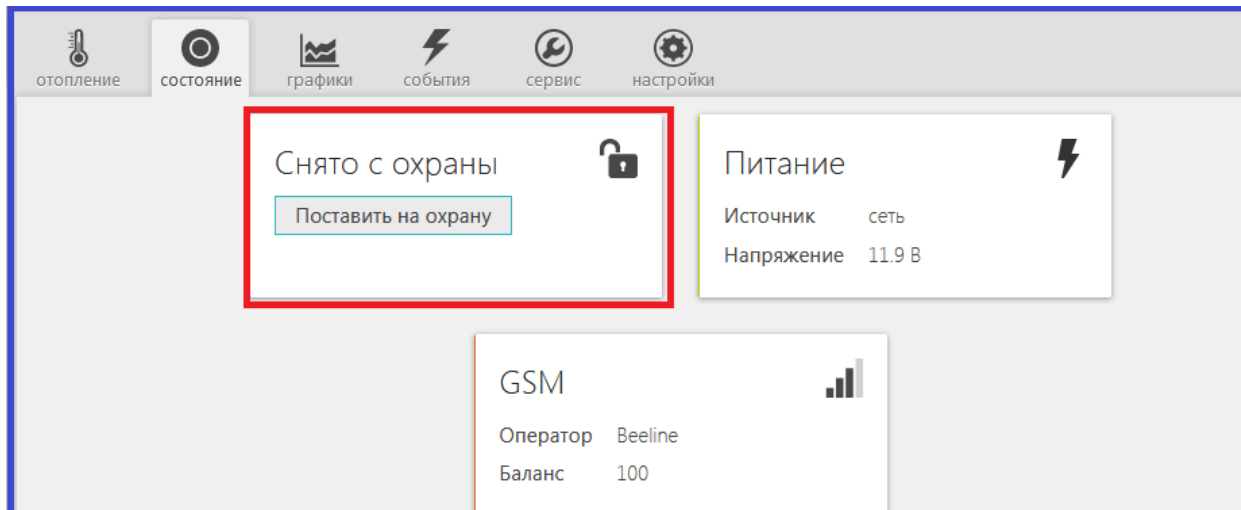 отопление
состояние
графики
события
сервис
настройки
Снято с охраны
Поставить на охрану
Питание
Источник сеть
Напряжение 11.9 В
GSM
Оператор Beeline
Баланс 100